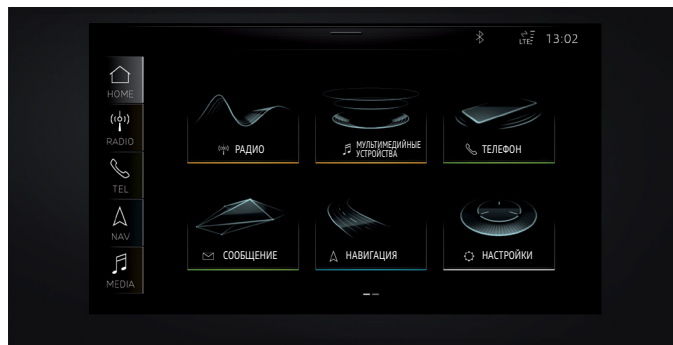 LTE 13:02
HOME
RADIO
TEL
NAV
MEDIA
РАДИО
МУЛЬТИМЕДИЙНЫЕ
УСТРОЙСТВА
ТЕЛЕФОН
СООБЩЕНИЕ
НАВИГАЦИЯ
НАСТРОЙКИ